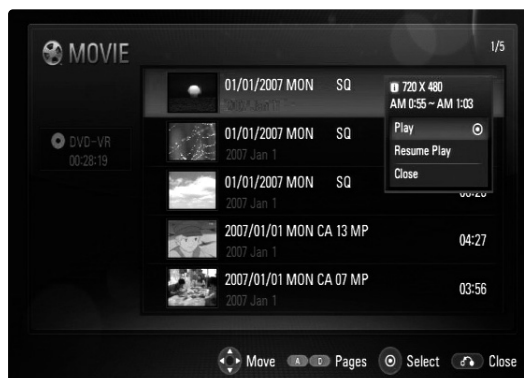 MOVIE
1/5
DVD-VR
00:28:19
01/01/2007 MON SQ
01/01/2007 MON SQ
2007 Jan 1
01/01/2007 MON SQ
2007 Jan 1
2007/01/01 MON CA 13 MP
04:27
2007 Jan 1
2007/01/01 MON CA 07 MP
03:56
2007 Jan 1
720 X 480
AM 0:55 ~ AM 1:03
Play
Resume Play
Close
Move A D Pages Select Close